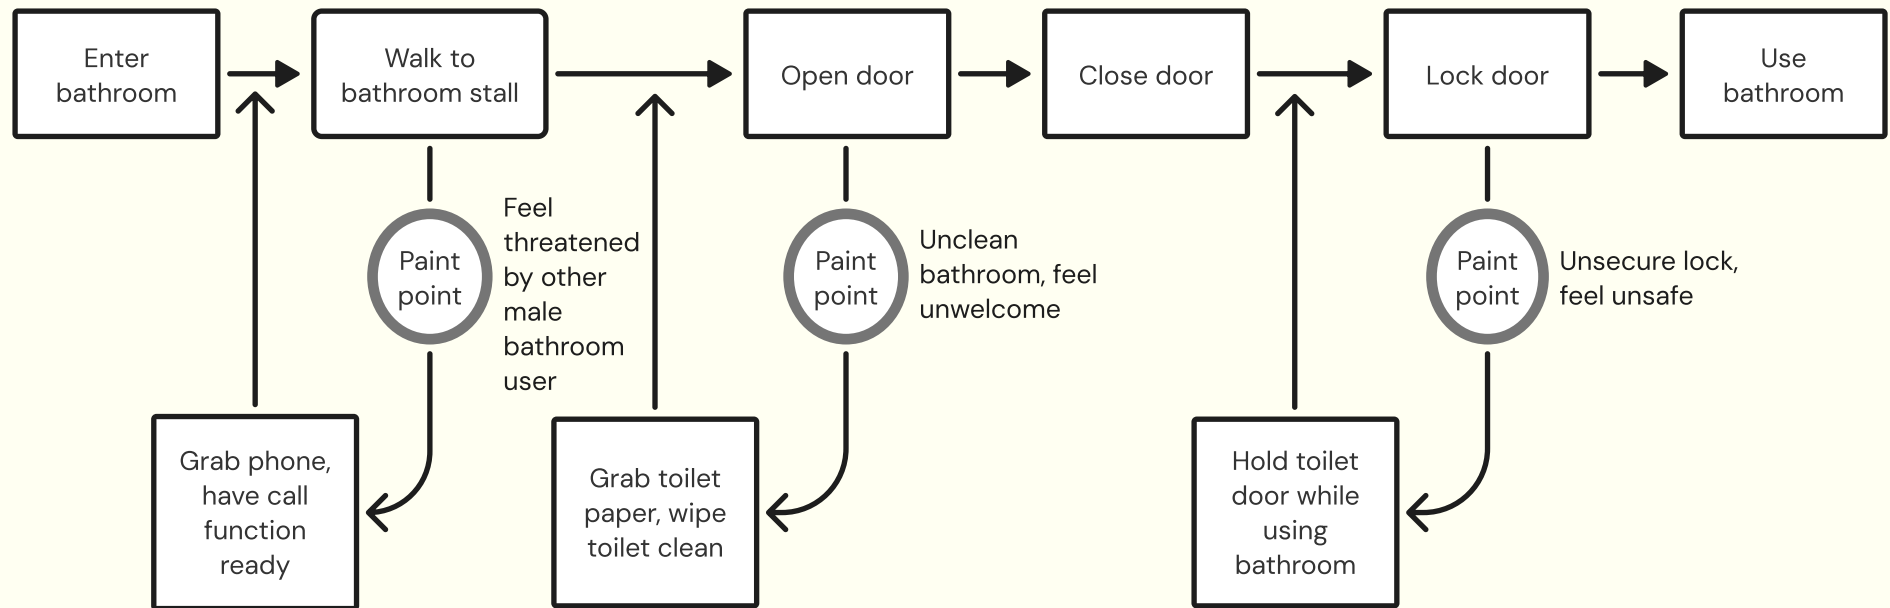 Enter
bathroom
Walk to
bathroom stall
Open door
Close door
Lock door
Use
bathroom
Paint
point
Feel
threatened
by other
male
bathroom
user
Paint
point
Unclean
bathroom, feel
unwelcome
Paint
point
Unsecure lock,
feel unsafe
Grab phone,
have call
function
ready
Grab toilet
paper, wipe
toilet clean
Hold toilet
door while
using
bathroom